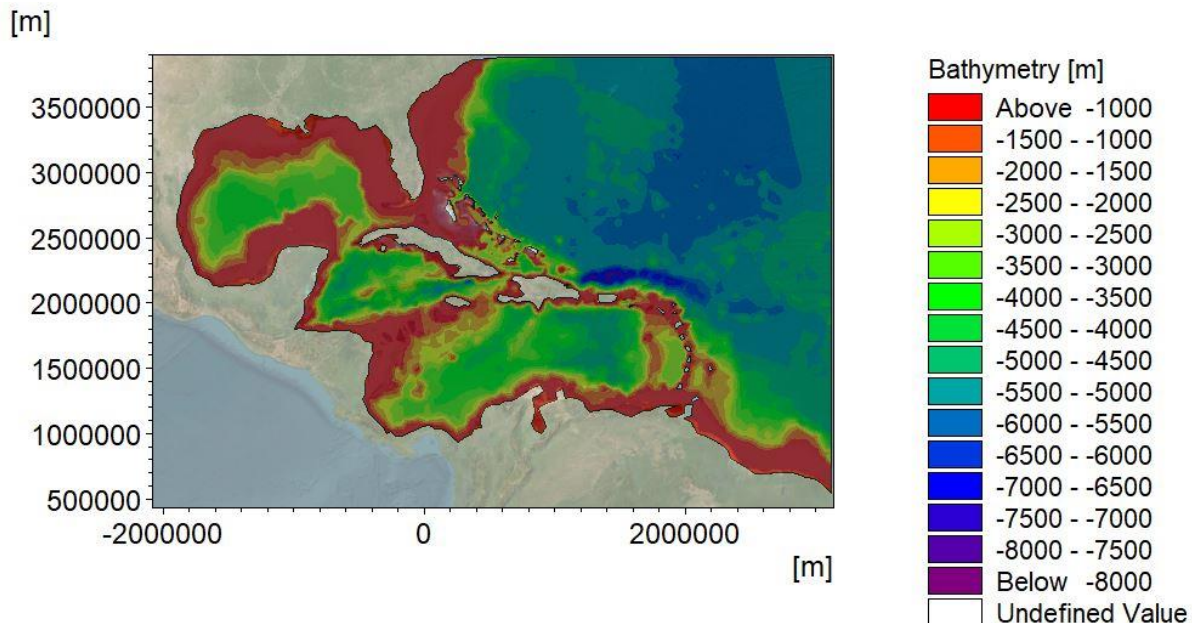 [m]
3500000
3000000
2500000
2000000
1500000
1000000
500000
-2000000 0 2000000
[m]
Bathymetry [m]
Above -1000
-1500 - -1000
-2000 - -1500
-2500 - -2000
-3000 - -2500
-3500 - -3000
-4000 - -3500
-4500 - -4000
-5000 - -4500
-5500 - -5000
-6000 - -5500
-6500 - -6000
-7000 - -6500
-7500 - -7000
-8000 - -7500
Below -8000
Undefined Value